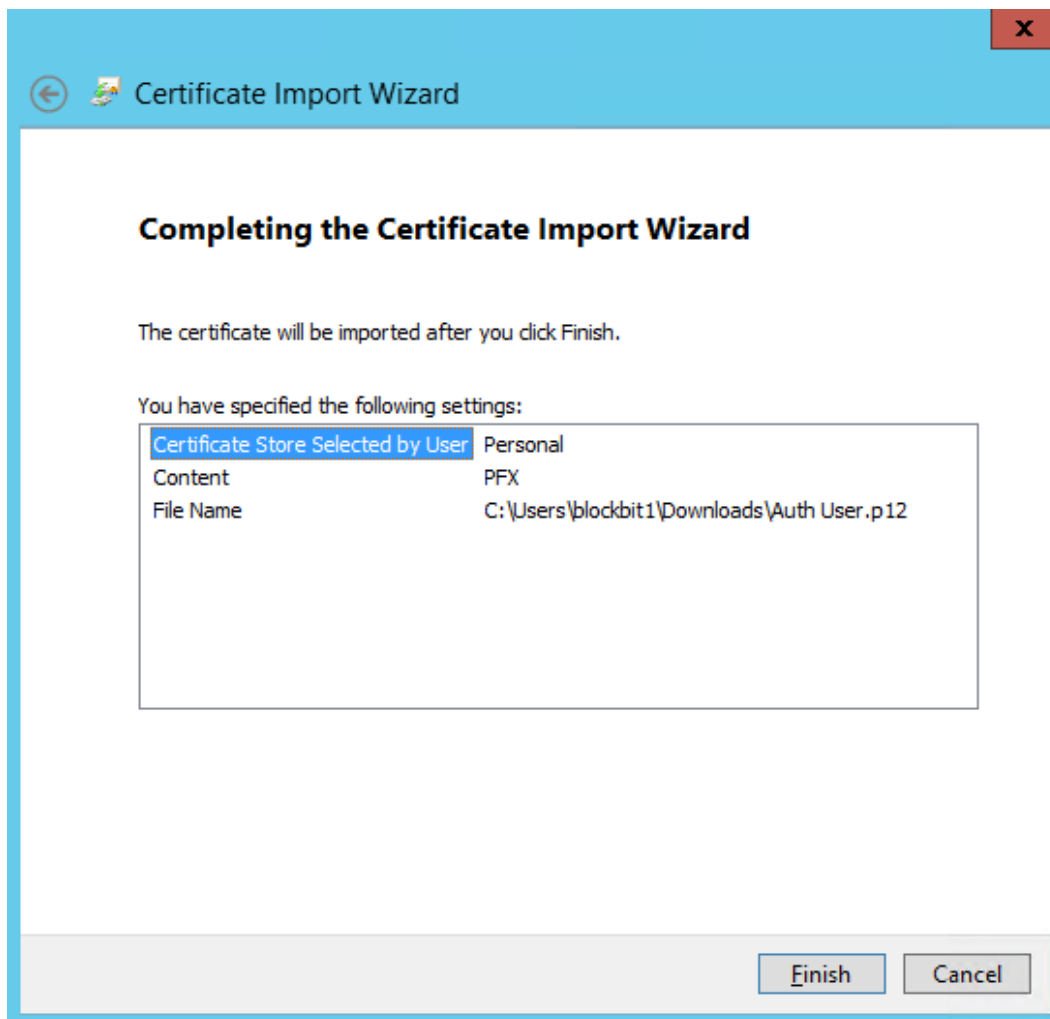 x
Certificate Import Wizard
Completing the Certificate Import Wizard
The certificate will be imported after you click Finish.
You have specified the following settings:
Certificate Store Selected by User Personal
Content PFX
File Name C:\Users\blockbit1\Downloads\Auth User.p12
Finish Cancel